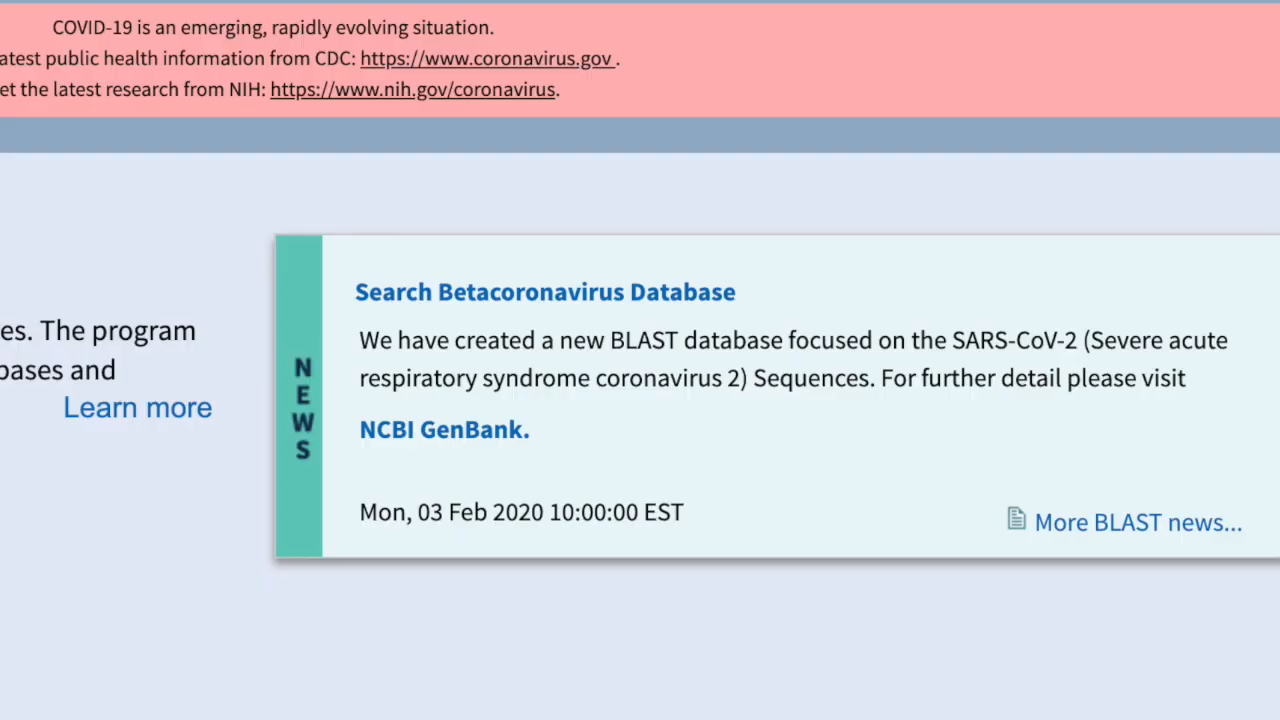 COVID-19 is an emerging, rapidly evolving situation.
atest public health information from CDC: https://www.coronavirus.gov .
et the latest research from NIH: https://www.nih.gov/coronavirus.
es. The program
bases and
Learn more
NEWS
Search Betacoronavirus Database
We have created a new BLAST database focused on the SARS-CoV-2 (Severe acute
respiratory syndrome coronavirus 2) Sequences. For further detail please visit
NCBI GenBank.
Mon, 03 Feb 2020 10:00:00 EST
More BLAST news...